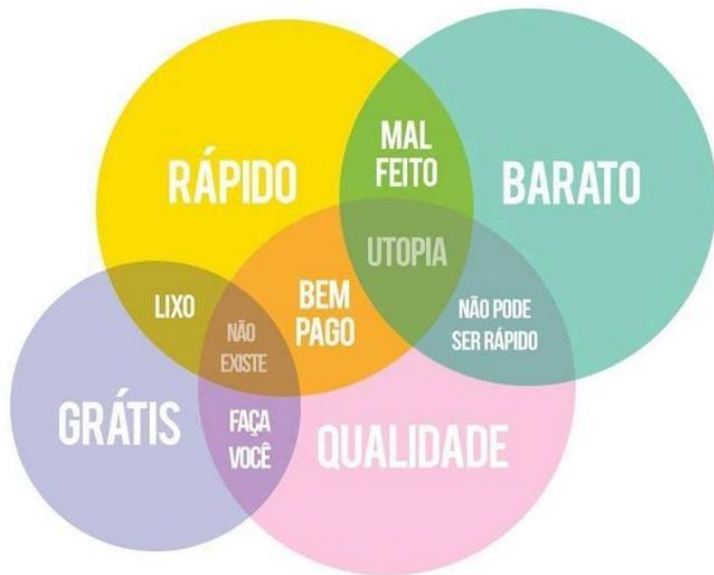 MAL
FEITO
RÁPIDO
BARATO
UTOPIA
LIXO
BEM
PAGO
NÃO PODE
SER RÁPIDO
NÃO
EXISTE
GRÁTIS
FAÇA
VOCÊ
QUALIDADE